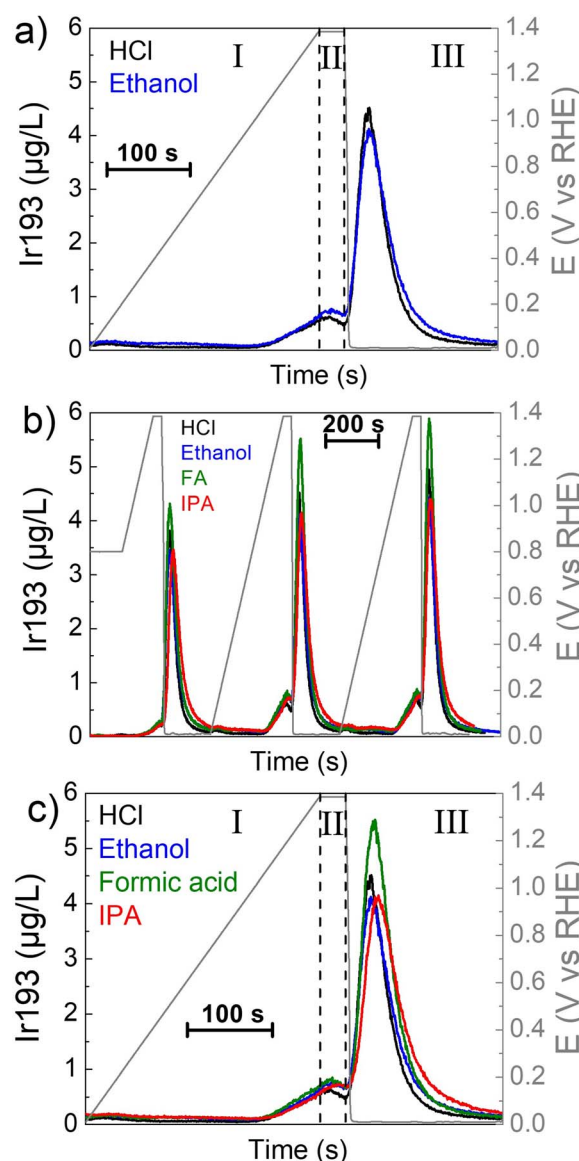 a)
HCl
Ethanol
I
II
III
100 s
Ir193 (µg/L)
6
5
4
3
2
1
0
1.4
1.2
1.0
0.8
0.6
0.4
0.2
0.0
E (V vs RHE)
Time (s)
b)
HCl
Ethanol
FA
IPA
200 s
Ir193 (µg/L)
6
5
4
3
2
1
0
1.4
1.2
1.0
0.8
0.6
0.4
0.2
0.0
E (V vs RHE)
Time (s)
c)
HCl
Ethanol
Formic acid
IPA
I
II
III
100 s
Ir193 (µg/L)
6
5
4
3
2
1
0
1.4
1.2
1.0
0.8
0.6
0.4
0.2
0.0
E (V vs RHE)
Time (s)